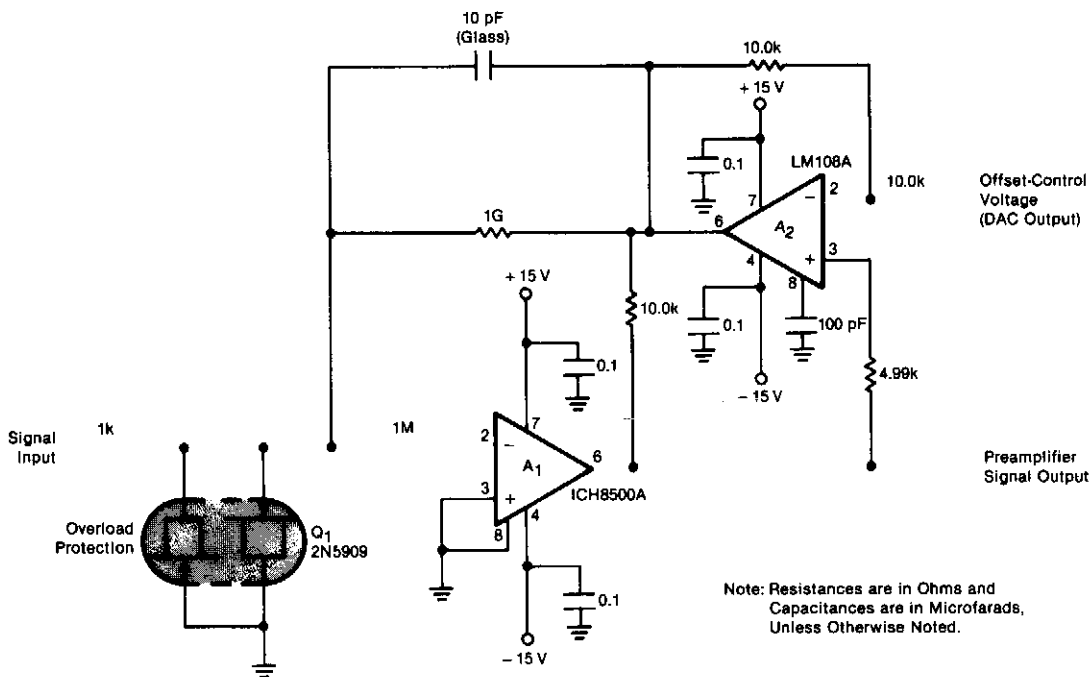 10 pF
(Glass)
10.0k
+ 15 V
0.1
LM108A
2
10.0k
Offset-Control
Voltage
(DAC Output)
7
−
1G
6
A2
+
3
4
8
+ 15 V
10.0k
0.1
100 pF
0.1
− 15 V
4.99k
Signal
Input
1k
1M
7
2
−
6
A1
3
+
ICH8500A
8
4
Preamplifier
Signal Output
Overload
Protection
Q1
2N5909
0.1
− 15 V
Note: Resistances are in Ohms and
Capacitances are in Microfarads,
Unless Otherwise Noted.